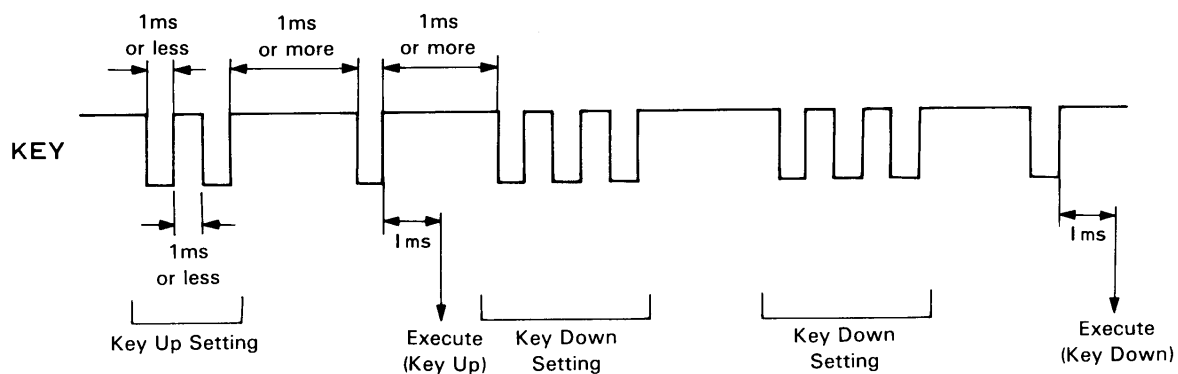 1ms
or less
1ms
or more
1ms
or more
KEY
1ms
or less
1ms
1ms
Key Up Setting
Execute
(Key Up)
Key Down
Setting
Key Down
Setting
Execute
(Key Down)